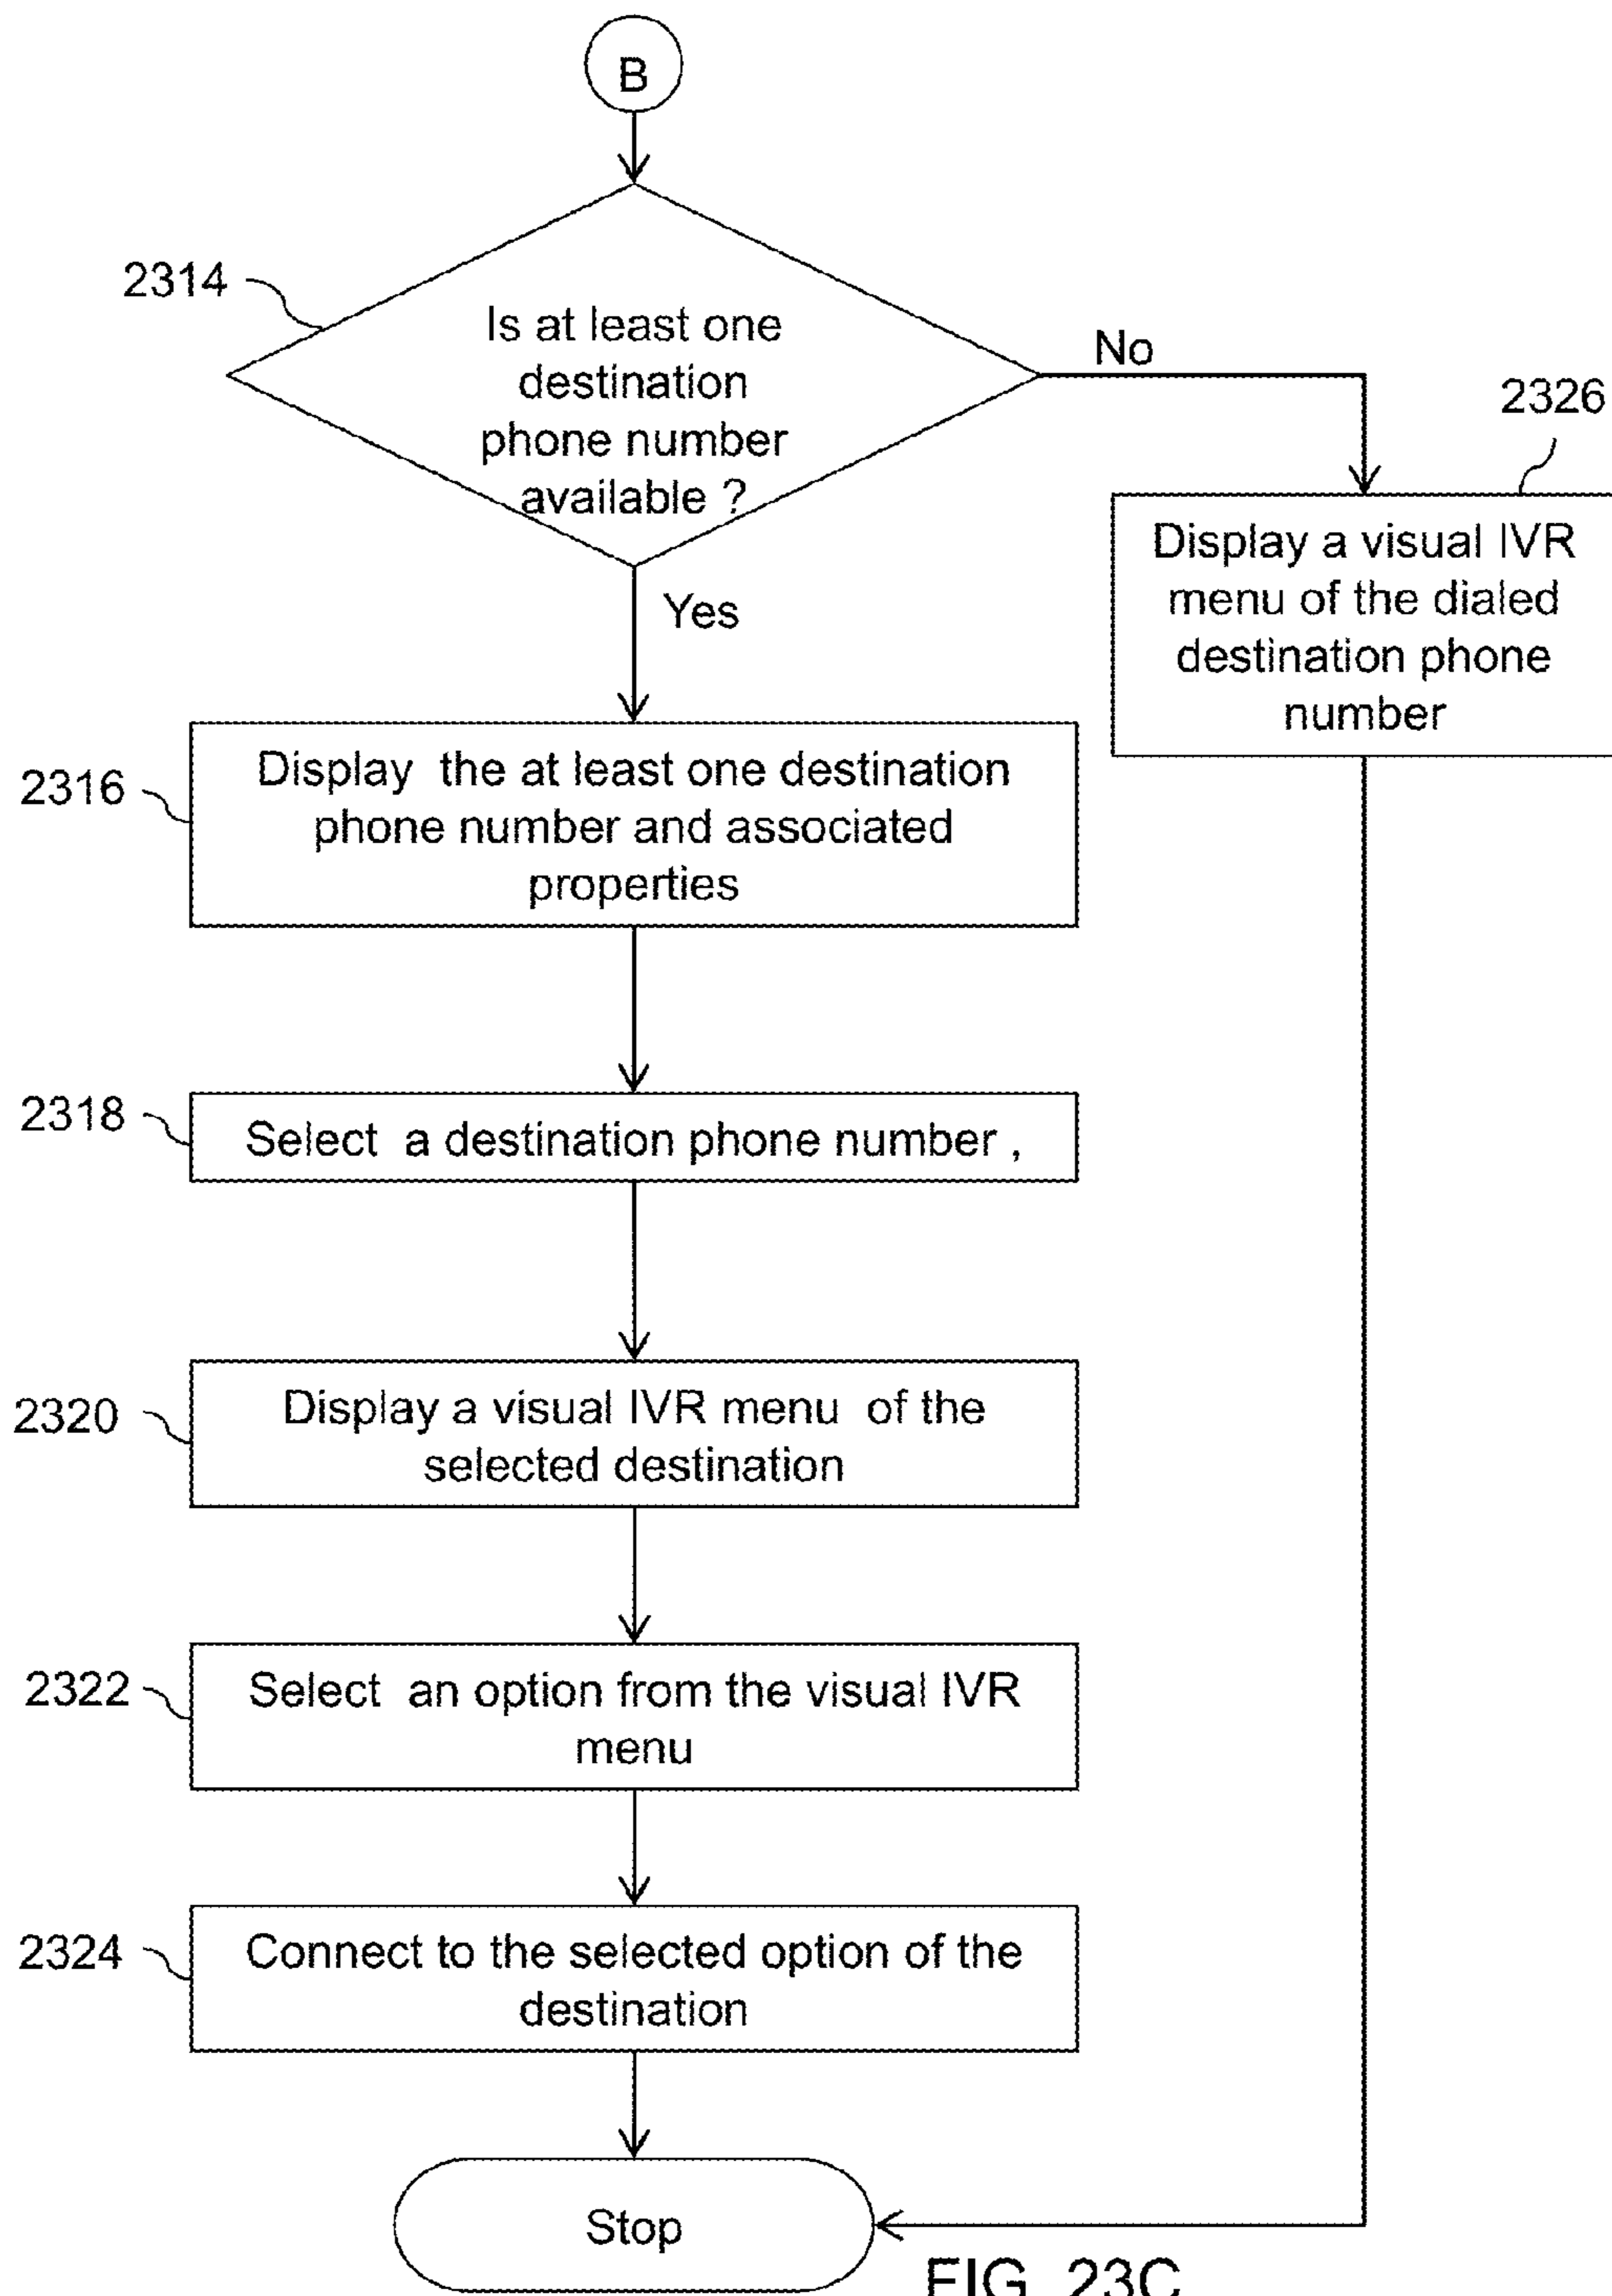 B
2314
Is at least one
destination
phone number
available ?
No
2326
Display a visual IVR
menu of the dialed
destination phone
number
Yes
2316
Display the at least one destination
phone number and associated
properties
2318
Select a destination phone number ,
2320
Display a visual IVR menu of the
selected destination
2322
Select an option from the visual IVR
menu
2324
Connect to the selected option of the
destination
Stop
FIG. 23C